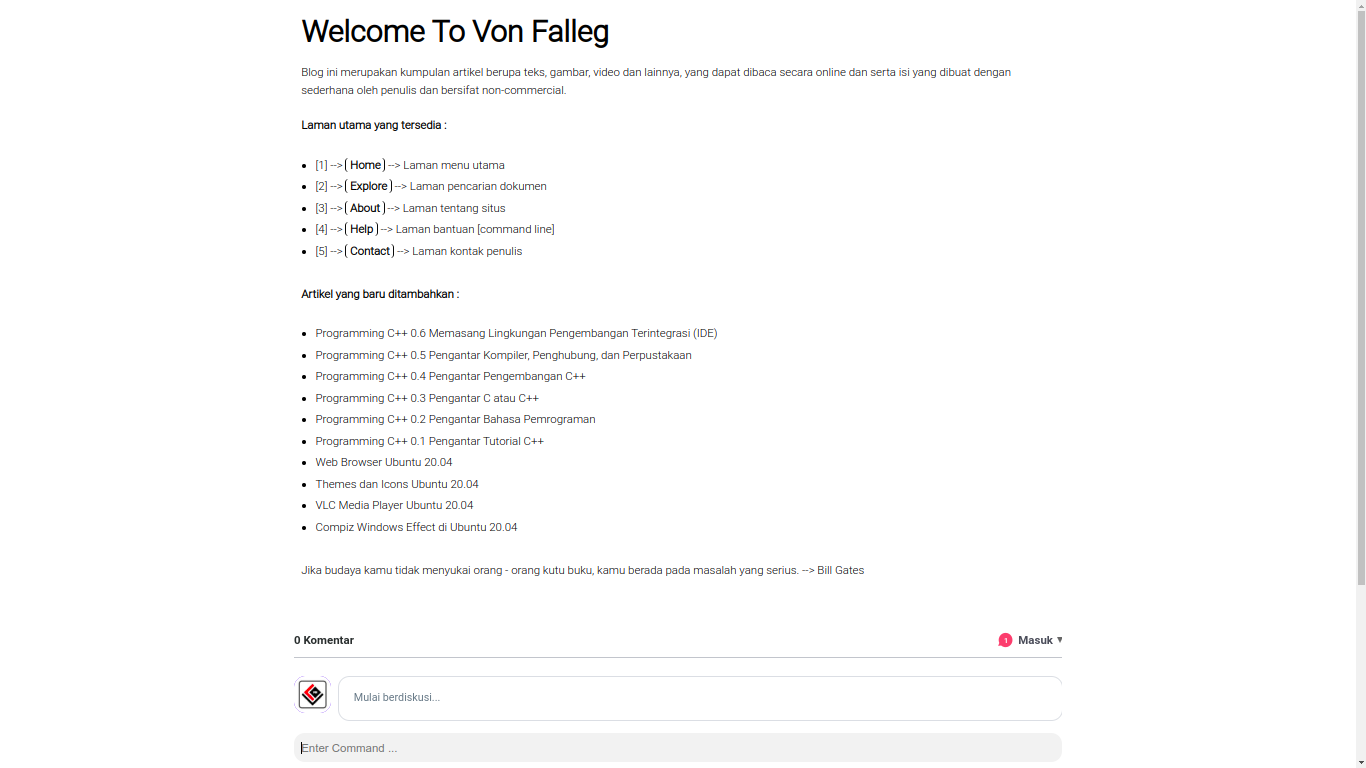 Welcome To Von Falleg
Blog ini merupakan kumpulan artikel berupa teks, gambar, video dan lainnya, yang dapat dibaca secara online dan serta isi yang dibuat dengan
sederhana oleh penulis dan bersifat non-commercial.
Laman utama yang tersedia :
[1] --> ( Home ) --> Laman menu utama
[2] --> ( Explore ) --> Laman pencarian dokumen
[3] --> ( About ) --> Laman tentang situs
[4] --> ( Help ) --> Laman bantuan [command line]
[5] --> ( Contact ) --> Laman kontak penulis
Artikel yang baru ditambahkan :
Programming C++ 0.6 Memasang Lingkungan Pengembangan Terintegrasi (IDE)
Programming C++ 0.5 Pengantar Kompiler, Penghubung, dan Perpustakaan
Programming C++ 0.4 Pengantar Pengembangan C++
Programming C++ 0.3 Pengantar C atau C++
Programming C++ 0.2 Pengantar Bahasa Pemrograman
Programming C++ 0.1 Pengantar Tutorial C++
Web Browser Ubuntu 20.04
Themes dan Icons Ubuntu 20.04
VLC Media Player Ubuntu 20.04
Compiz Windows Effect di Ubuntu 20.04
Jika budaya kamu tidak menyukai orang - orang kutu buku, kamu berada pada masalah yang serius. --> Bill Gates
0 Komentar
1 Masuk
Mulai berdiskusi...
Enter Command ...